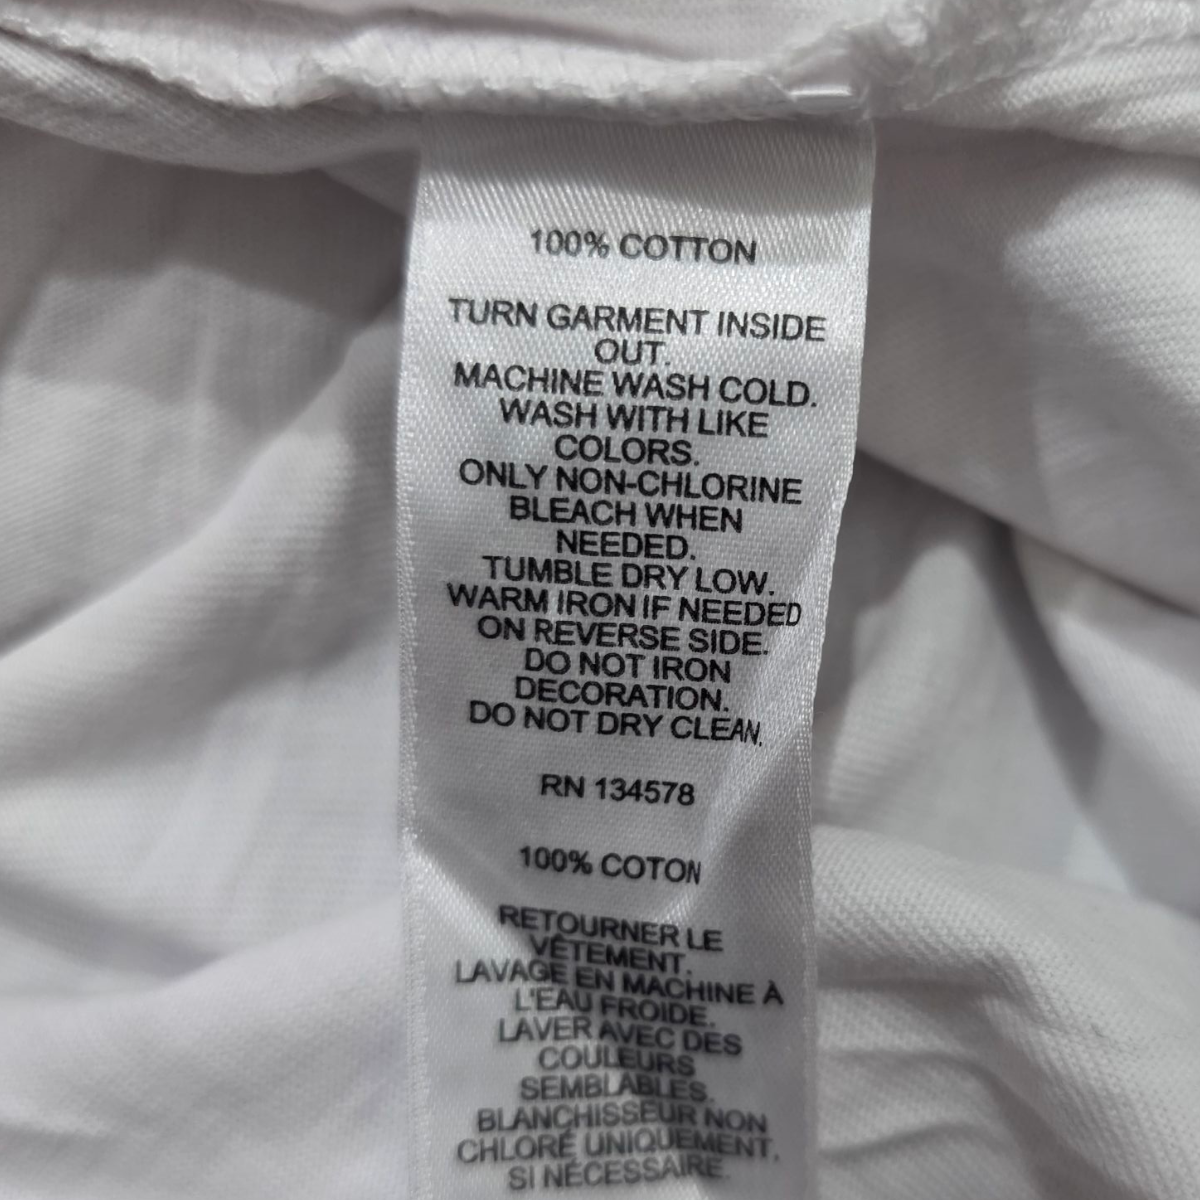 100% COTTON
TURN GARMENT INSIDE
OUT.
MACHINE WASH COLD.
WASH WITH LIKE
COLORS.
ONLY NON-CHLORINE
BLEACH WHEN
NEEDED.
TUMBLE DRY LOW.
WARM IRON IF NEEDED
ON REVERSE SIDE.
DO NOT IRON
DECORATION.
DO NOT DRY CLEAN.
RN 134578
100% COTON
RETOURNER LE
VÊTEMENT.
LAVAGE EN MACHINE À
L'EAU FROIDE.
LAVER AVEC DES
COULEURS
SEMBLABLES.
BLANCHISSEUR NON
CHLORÉ UNIQUEMENT,
SI NÉCESSAIRE.